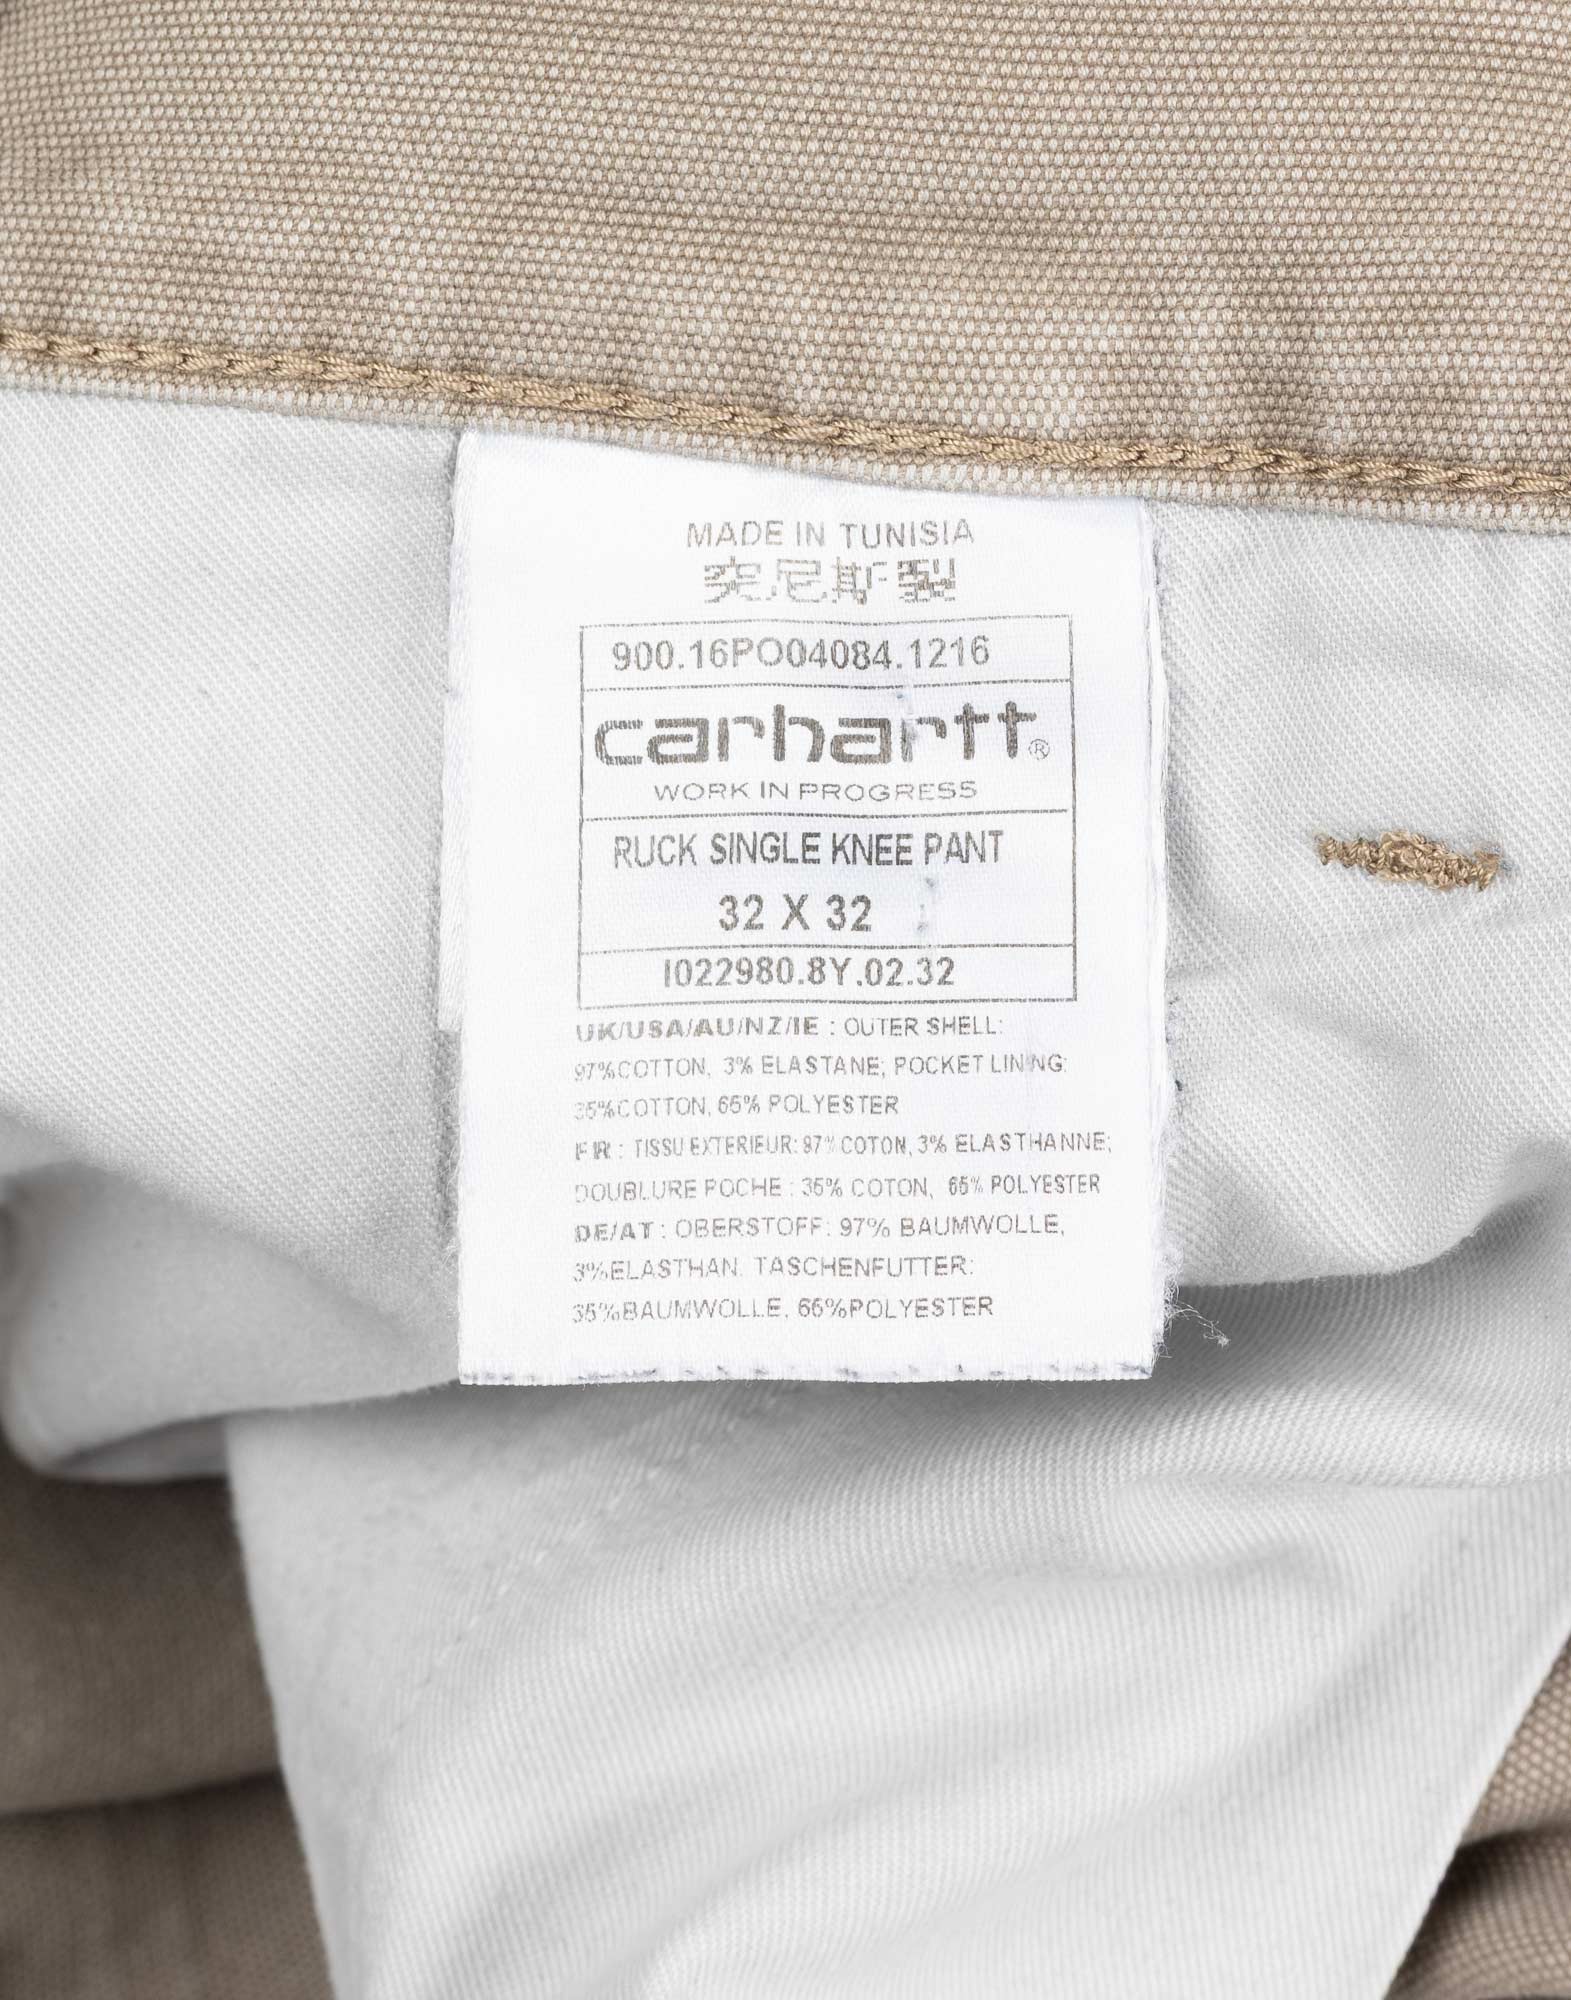 MADE IN TUNISIA
突尼斯製
900.16PO04084.1216
carhartt®
WORK IN PROGRESS
RUCK SINGLE KNEE PANT
32 X 32
I022980.8Y.02.32
UK/USA/AU/NZ/IE : OUTER SHELL:
97%COTTON, 3% ELASTANE; POCKET LINING:
35%COTTON, 65% POLYESTER
FR : TISSU EXTERIEUR: 97% COTON, 3% ELASTHANNE;
DOUBLURE POCHE : 35% COTON, 65% POLYESTER
DE/AT : OBERSTOFF: 97% BAUMWOLLE,
3%ELASTHAN. TASCHENFUTTER:
35%BAUMWOLLE, 65%POLYESTER